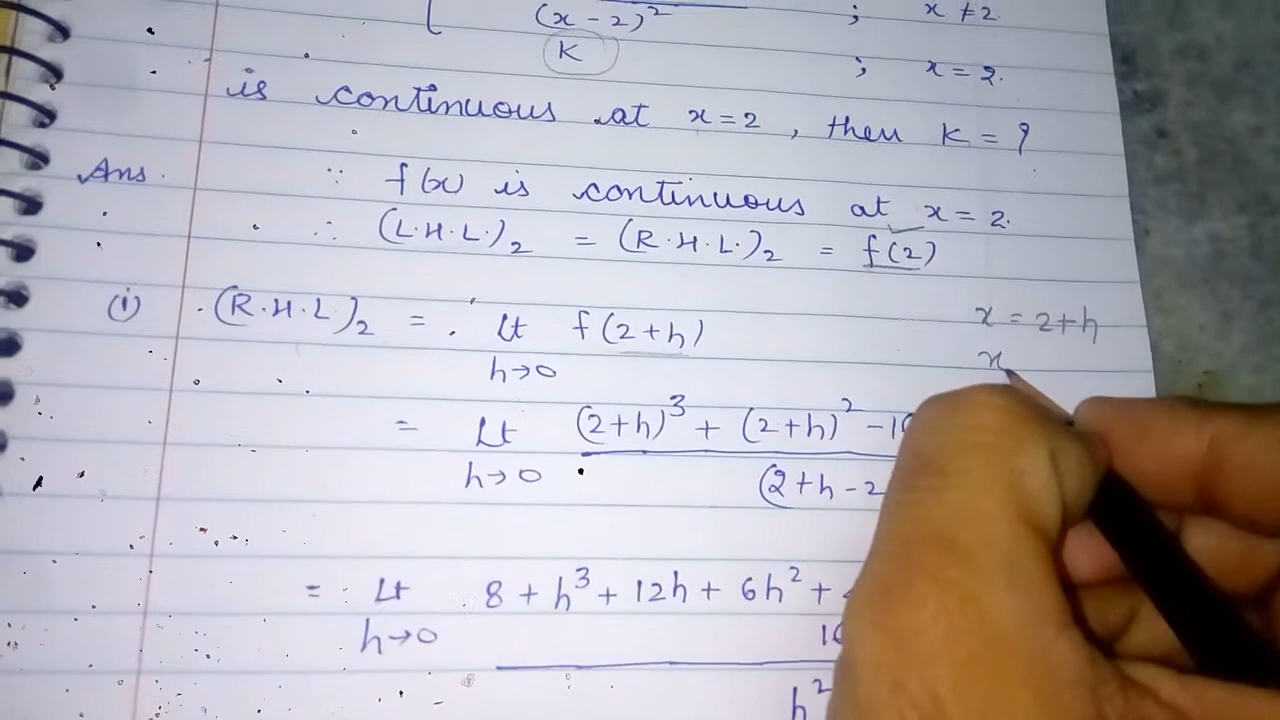 (x-2)² ; x ≠ 2.
K ; x = 2.
is continuous at x = 2 , then K = ?
Ans. ∵ f(x) is continuous at x = 2.
∴ (L.H.L.)₂ = (R.H.L.)₂ = f(2)
(i) (R.H.L)₂ = Lt f(2+h) x = 2+h
h→0 x
= Lt (2+h)³ + (2+h)² -1
h→0 (2+h-2
= Lt 8 + h³ + 12h + 6h² +
h→0
h²